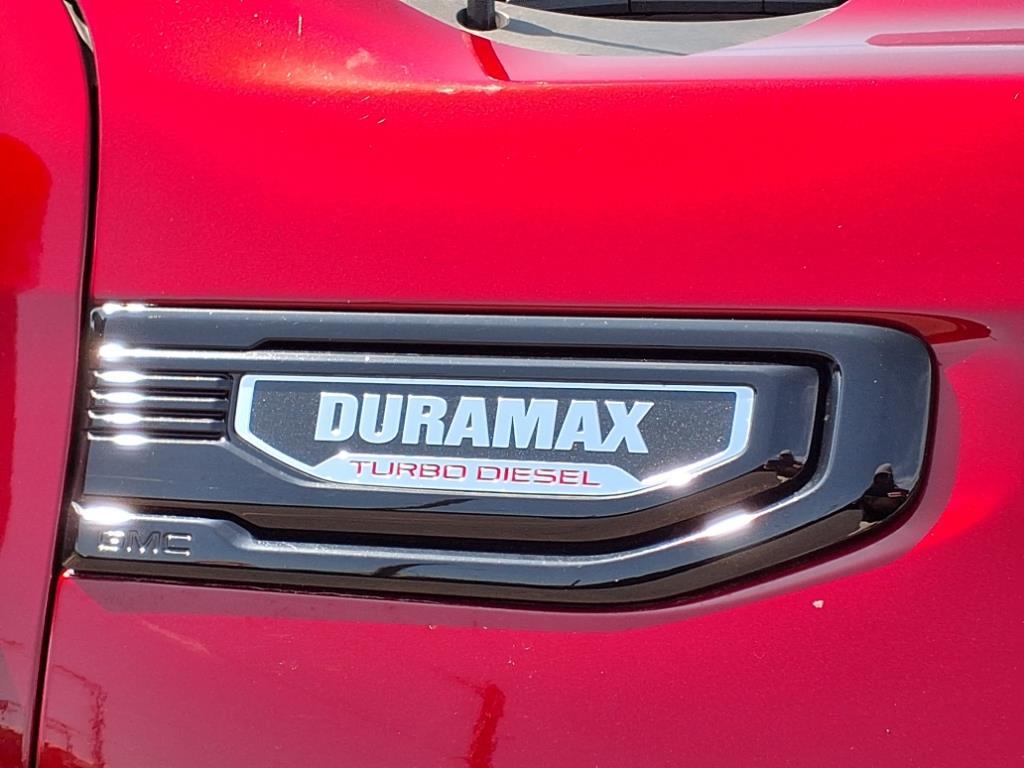 DURAMAX
TURBO DIESEL
GMC